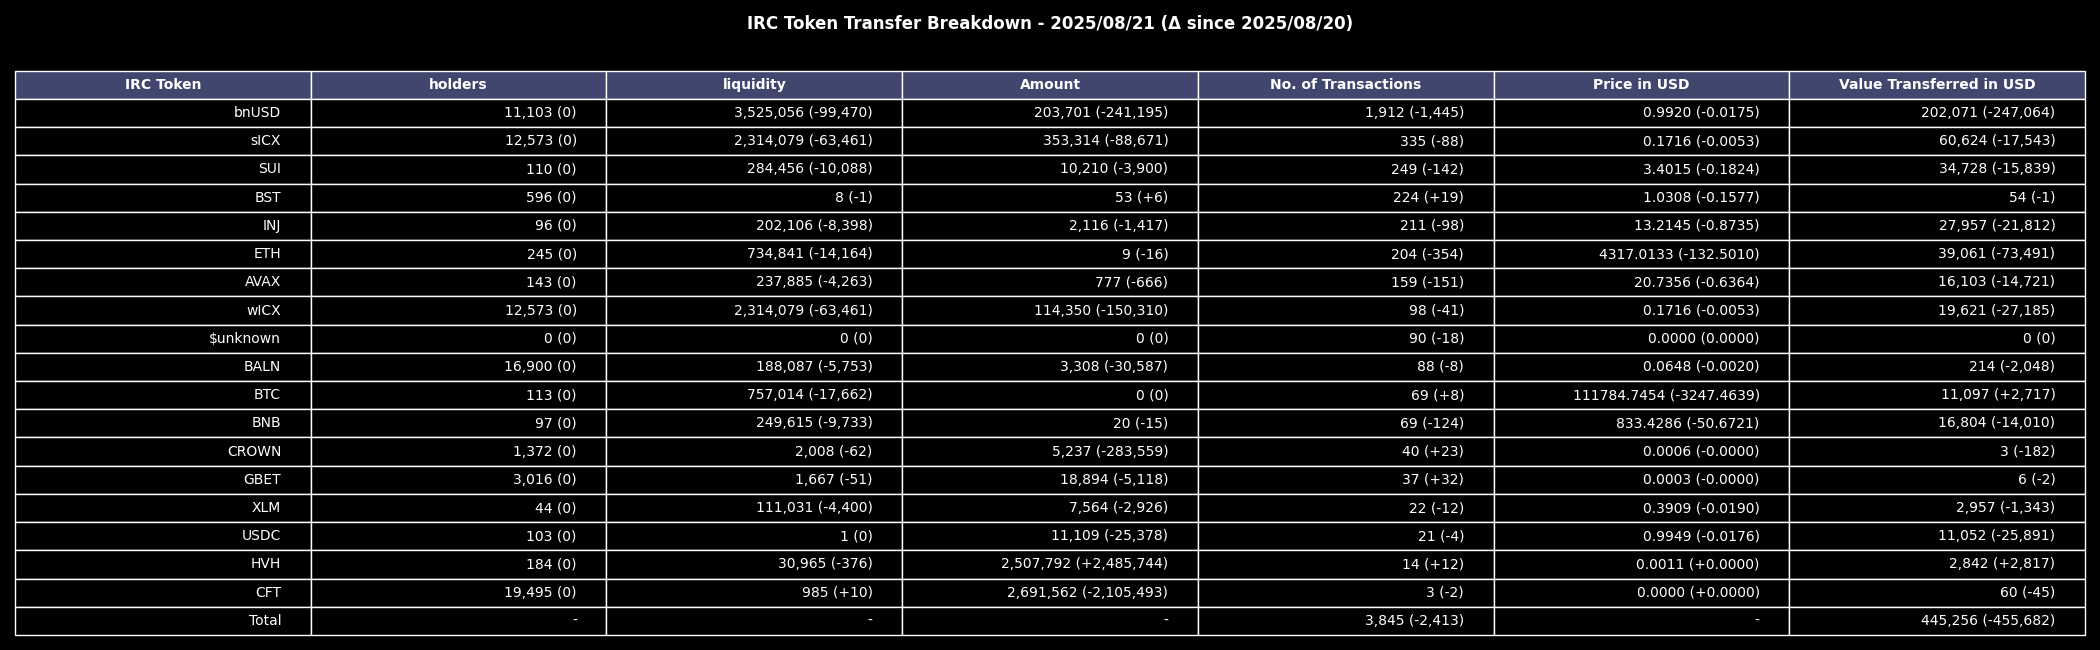 IRC Token Transfer Breakdown - 2025/08/21 (Δ since 2025/08/20)
IRC Token holders liquidity Amount No. of Transactions Price in USD Value Transferred in USD
bnUSD 11,103 (0) 3,525,056 (-99,470) 203,701 (-241,195) 1,912 (-1,445) 0.9920 (-0.0175) 202,071 (-247,064)
sICX 12,573 (0) 2,314,079 (-63,461) 353,314 (-88,671) 335 (-88) 0.1716 (-0.0053) 60,624 (-17,543)
SUI 110 (0) 284,456 (-10,088) 10,210 (-3,900) 249 (-142) 3.4015 (-0.1824) 34,728 (-15,839)
BST 596 (0) 8 (-1) 53 (+6) 224 (+19) 1.0308 (-0.1577) 54 (-1)
INJ 96 (0) 202,106 (-8,398) 2,116 (-1,417) 211 (-98) 13.2145 (-0.8735) 27,957 (-21,812)
ETH 245 (0) 734,841 (-14,164) 9 (-16) 204 (-354) 4317.0133 (-132.5010) 39,061 (-73,491)
AVAX 143 (0) 237,885 (-4,263) 777 (-666) 159 (-151) 20.7356 (-0.6364) 16,103 (-14,721)
wICX 12,573 (0) 2,314,079 (-63,461) 114,350 (-150,310) 98 (-41) 0.1716 (-0.0053) 19,621 (-27,185)
$unknown 0 (0) 0 (0) 0 (0) 90 (-18) 0.0000 (0.0000) 0 (0)
BALN 16,900 (0) 188,087 (-5,753) 3,308 (-30,587) 88 (-8) 0.0648 (-0.0020) 214 (-2,048)
BTC 113 (0) 757,014 (-17,662) 0 (0) 69 (+8) 111784.7454 (-3247.4639) 11,097 (+2,717)
BNB 97 (0) 249,615 (-9,733) 20 (-15) 69 (-124) 833.4286 (-50.6721) 16,804 (-14,010)
CROWN 1,372 (0) 2,008 (-62) 5,237 (-283,559) 40 (+23) 0.0006 (-0.0000) 3 (-182)
GBET 3,016 (0) 1,667 (-51) 18,894 (-5,118) 37 (+32) 0.0003 (-0.0000) 6 (-2)
XLM 44 (0) 111,031 (-4,400) 7,564 (-2,926) 22 (-12) 0.3909 (-0.0190) 2,957 (-1,343)
USDC 103 (0) 1 (0) 11,109 (-25,378) 21 (-4) 0.9949 (-0.0176) 11,052 (-25,891)
HVH 184 (0) 30,965 (-376) 2,507,792 (+2,485,744) 14 (+12) 0.0011 (+0.0000) 2,842 (+2,817)
CFT 19,495 (0) 985 (+10) 2,691,562 (-2,105,493) 3 (-2) 0.0000 (+0.0000) 60 (-45)
Total - - - 3,845 (-2,413) - 445,256 (-455,682)